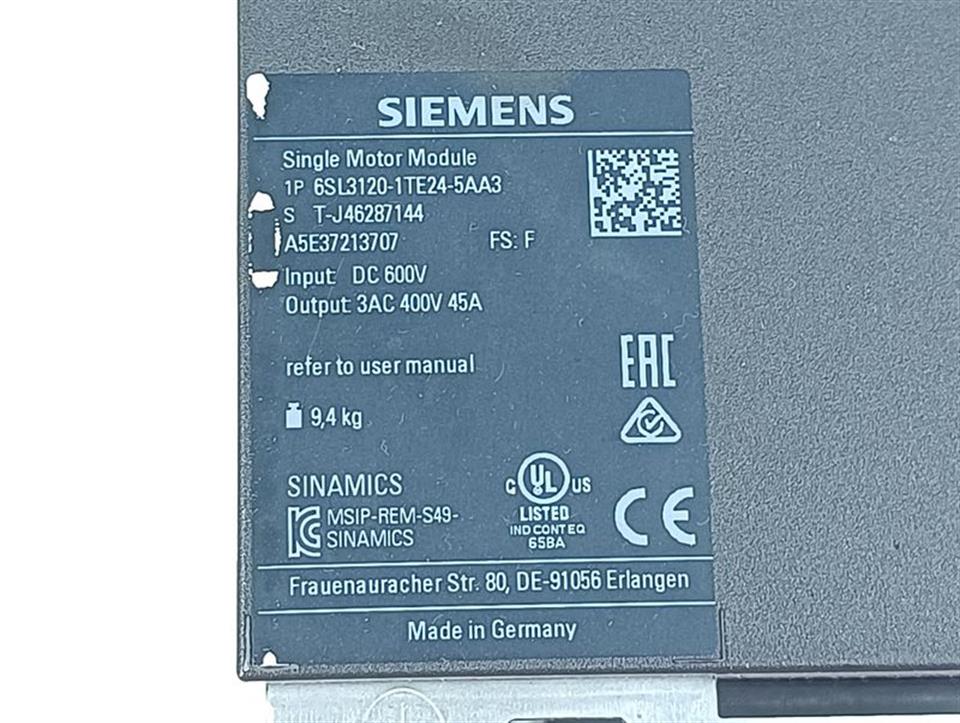 SIEMENS
Single Motor Module
1P 6SL3120-1TE24-5AA3
S T-J46287144
A5E37213707 FS: F
Input: DC 600V
Output: 3AC 400V 45A
refer to user manual
EAC
9,4 kg
SINAMICS
C UL US
LISTED
IND CONT EQ
65BA
MSIP-REM-S49-
SINAMICS
CE
Frauenauracher Str. 80, DE-91056 Erlangen
Made in Germany